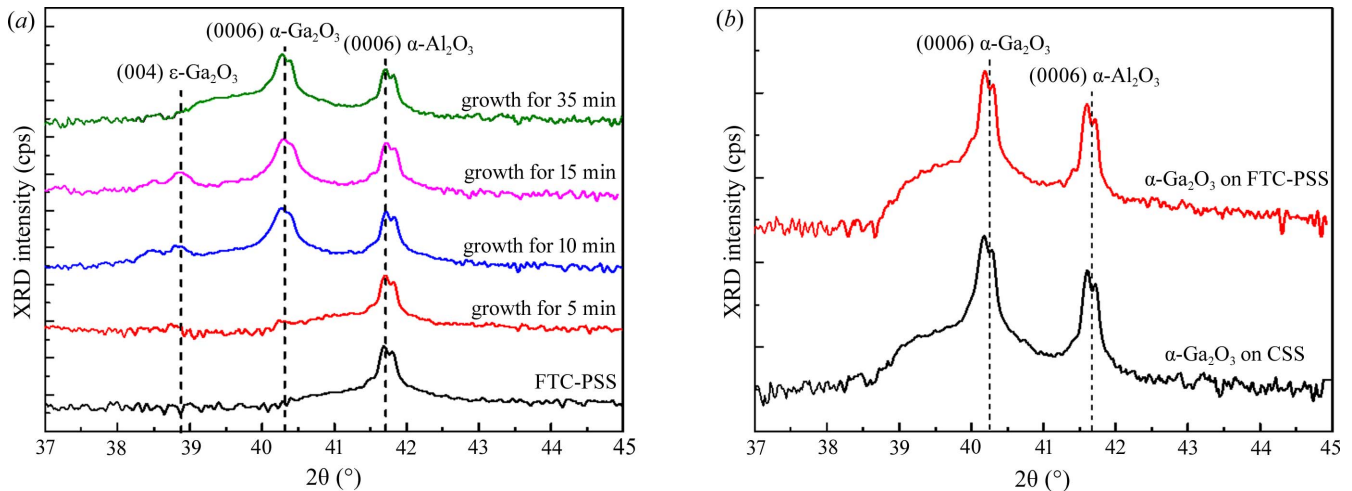 (a)
(0006) α-Ga₂O₃
(0006) α-Al₂O₃
(004) ε-Ga₂O₃
growth for 35 min
growth for 15 min
growth for 10 min
growth for 5 min
FTC-PSS
XRD intensity (cps)
37 38 39 40 41 42 43 44 45
2θ (°)
(b)
(0006) α-Ga₂O₃
(0006) α-Al₂O₃
α-Ga₂O₃ on FTC-PSS
α-Ga₂O₃ on CSS
XRD intensity (cps)
37 38 39 40 41 42 43 44 45
2θ (°)